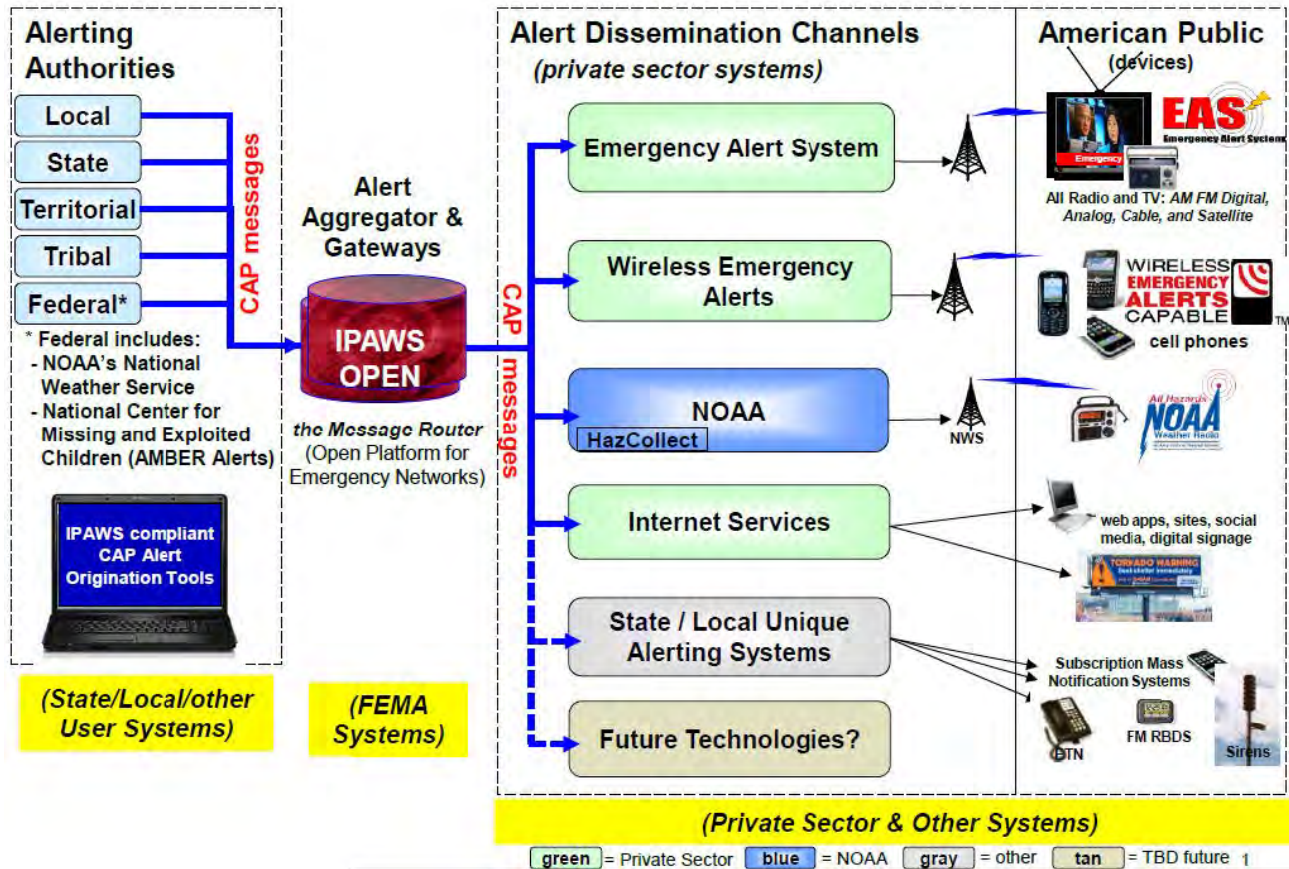 Alerting
Authorities
Local
State
Territorial
Tribal
Federal*
* Federal includes:
- NOAA's National
Weather Service
- National Center for
Missing and Exploited
Children (AMBER Alerts)
IPAWS compliant
CAP Alert
Origination Tools
(State/Local/other
User Systems)
CAP messages
Alert
Aggregator &
Gateways
IPAWS
OPEN
the Message Router
(Open Platform for
Emergency Networks)
(FEMA
Systems)
CAP messages
Alert Dissemination Channels
(private sector systems)
Emergency Alert System
Wireless Emergency
Alerts
NOAA
HazCollect
NWS
Internet Services
State / Local Unique
Alerting Systems
Future Technologies?
American Public
(devices)
Emergency
EAS
Emergency Alert System
All Radio and TV: AM FM Digital,
Analog, Cable, and Satellite
WIRELESS
EMERGENCY
ALERTS
CAPABLE
TM
cell phones
All Hazards
NOAA
Weather Radio
web apps, sites, social
media, digital signage
TORNADO WARNING
Seek shelter immediately
Subscription Mass
Notification Systems
ETN
FM RBDS
Sirens
(Private Sector & Other Systems)
green = Private Sector blue = NOAA gray = other tan = TBD future 1